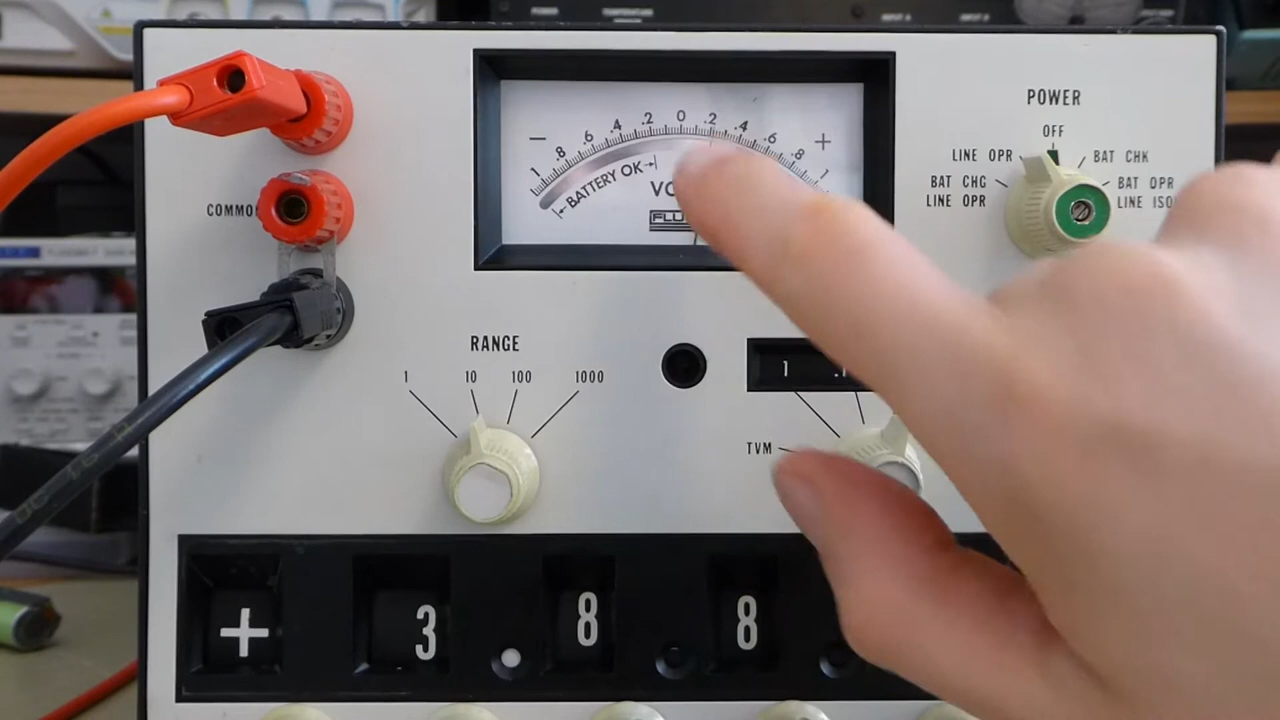 POWER
OFF
LINE OPR
BAT CHK
BAT CHG
LINE OPR
BAT OPR
LINE ISO
− 1 .8 .6 .4 .2 0 .2 .4 .6 .8 1 +
BATTERY OK
COMMO
RANGE
1 10 100 1000
1
TVM
+ 3 8 8